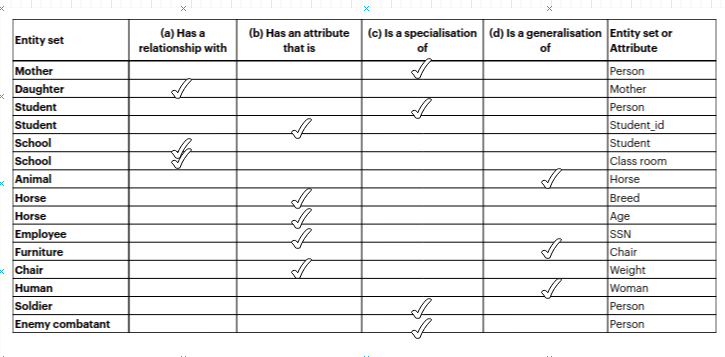 Entity set (a) Has a relationship with (b) Has an attribute that is (c) Is a specialisation of (d) Is a generalisation of Entity set or Attribute
Mother Person
Daughter Mother
Student Person
Student Student_id
School Student
School Class room
Animal Horse
Horse Breed
Horse Age
Employee SSN
Furniture Chair
Chair Weight
Human Woman
Soldier Person
Enemy combatant Person